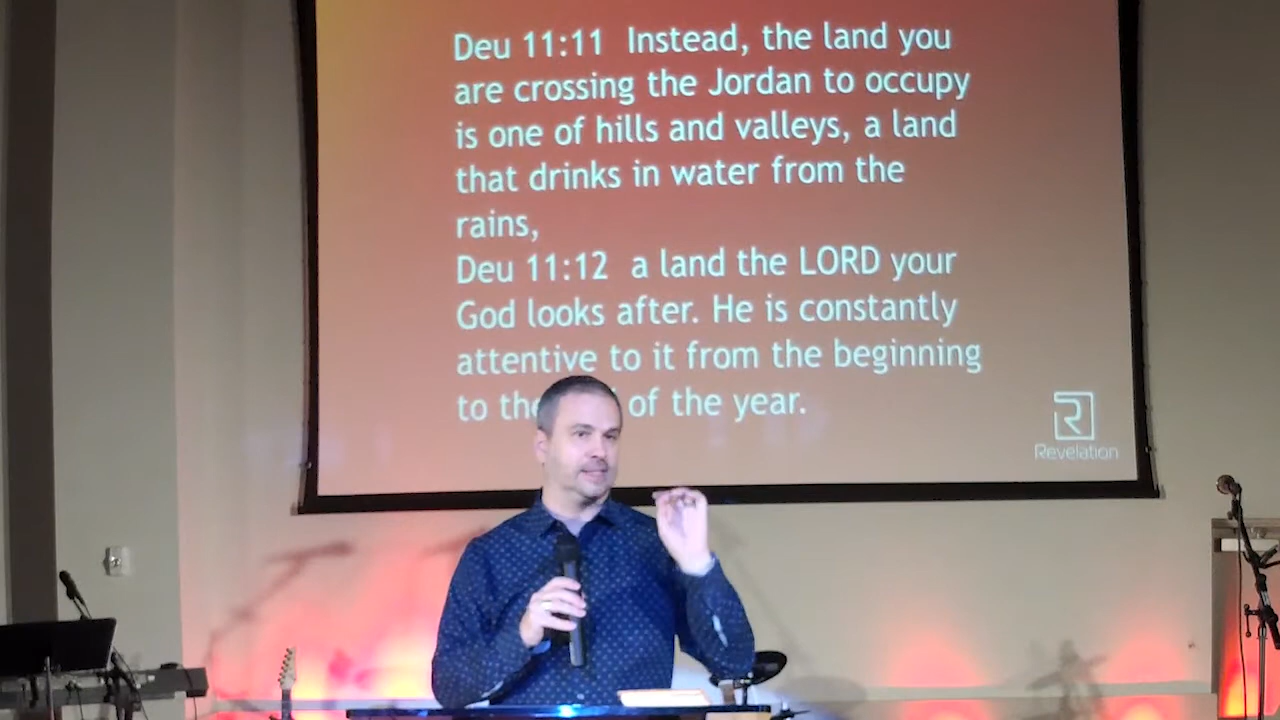 Deu 11:11 Instead, the land you
are crossing the Jordan to occupy
is one of hills and valleys, a land
that drinks in water from the
rains,
Deu 11:12 a land the LORD your
God looks after. He is constantly
attentive to it from the beginning
to the of the year.
R
Revelation